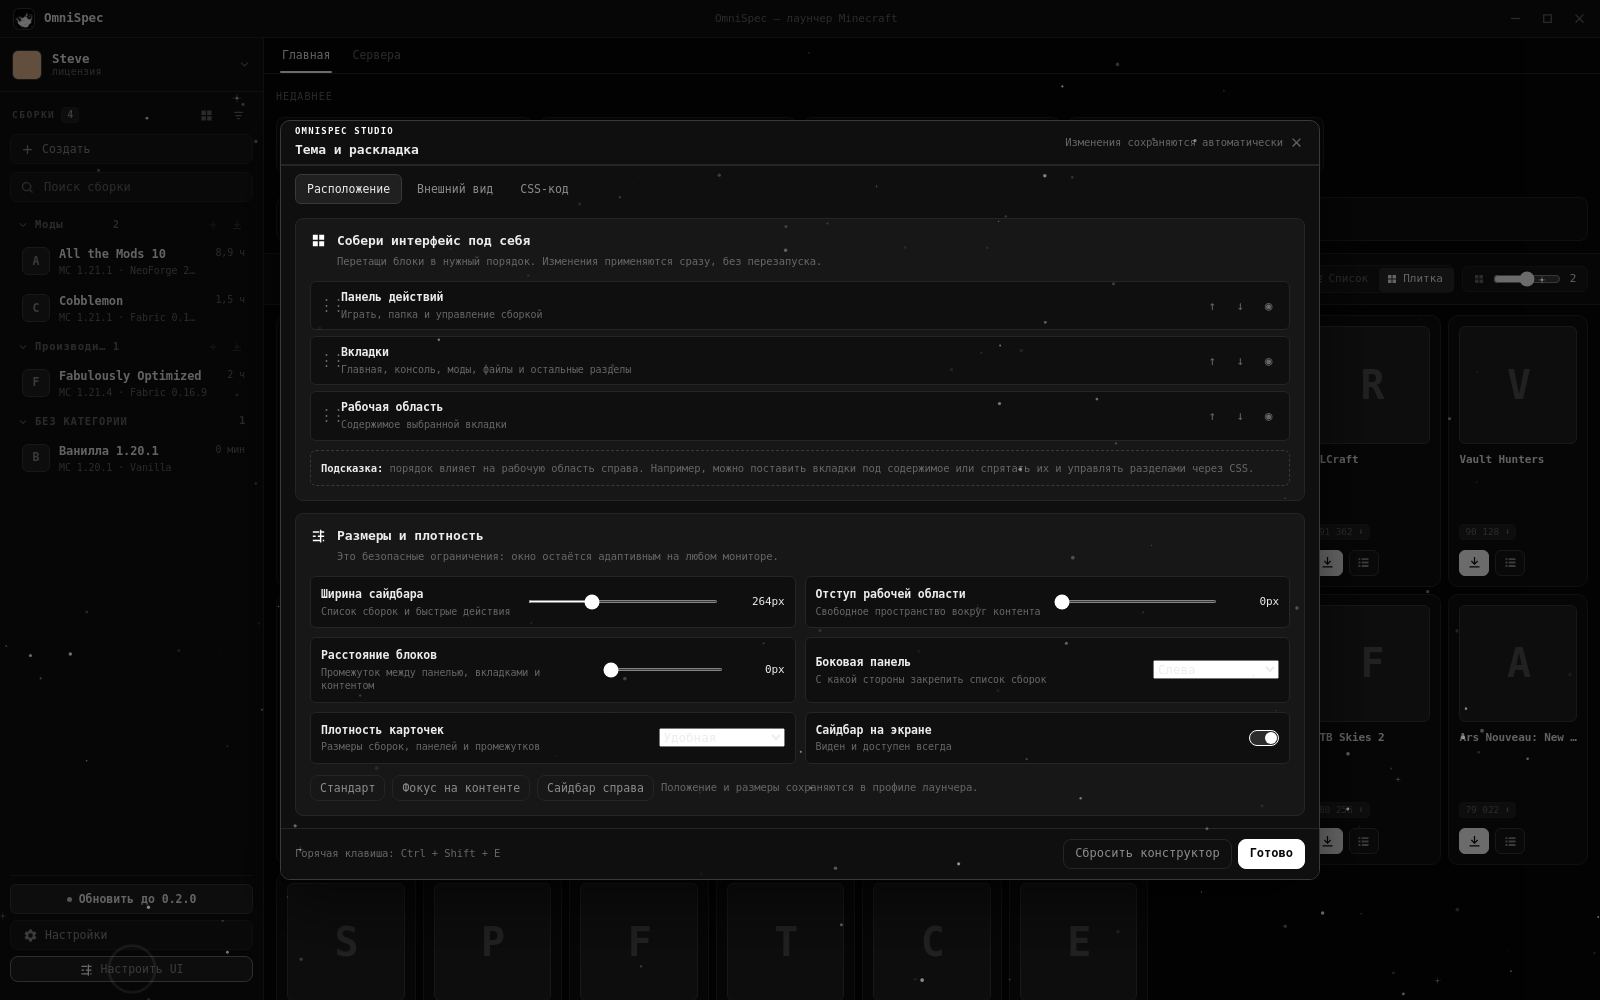 OmniSpec
OmniSpec — лаунчер Minecraft
Steve
лицензия
Главная
Сервера
НЕДАВНЕЕ
СБОРКИ 4
Создать
Поиск сборки
Моды 2
A
All the Mods 10
8,9 ч
MC 1.21.1 · NeoForge 2…
C
Cobblemon
1,5 ч
MC 1.21.1 · Fabric 0.1…
Производи… 1
F
Fabulously Optimized
2 ч
MC 1.21.4 · Fabric 0.16.9
БЕЗ КАТЕГОРИИ 1
В
Ванилла 1.20.1
0 мин
MC 1.20.1 · Vanilla
Обновить до 0.2.0
Настройки
Настроить UI
OMNISPEC STUDIO
Тема и раскладка
Изменения сохраняются автоматически
Расположение
Внешний вид
CSS-код
Собери интерфейс под себя
Перетащи блоки в нужный порядок. Изменения применяются сразу, без перезапуска.
Панель действий
Играть, папка и управление сборкой
Вкладки
Главная, консоль, моды, файлы и остальные разделы
Рабочая область
Содержимое выбранной вкладки
Подсказка: порядок влияет на рабочую область справа. Например, можно поставить вкладки под содержимое или спрятать их и управлять разделами через CSS.
Размеры и плотность
Это безопасные ограничения: окно остаётся адаптивным на любом мониторе.
Ширина сайдбара
Список сборок и быстрые действия
264px
Отступ рабочей области
Свободное пространство вокруг контента
0px
Расстояние блоков
Промежуток между панелью, вкладками и
контентом
0px
Боковая панель
С какой стороны закрепить список сборок
Слева
Плотность карточек
Размеры сборок, панелей и промежутков
Удобная
Сайдбар на экране
Виден и доступен всегда
Стандарт
Фокус на контенте
Сайдбар справа
Положение и размеры сохраняются в профиле лаунчера.
Горячая клавиша: Ctrl + Shift + E
Сбросить конструктор
Готово
Список
Плитка
2
R
V
LCraft
Vault Hunters
91 362
90 128
F
A
TB Skies 2
Ars Nouveau: New …
79 022
S
P
F
T
C
E